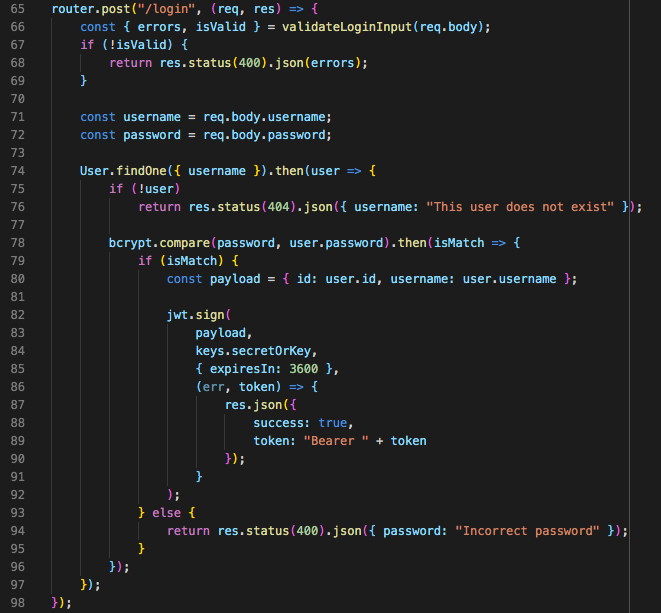 65 router.post("/login", (req, res) => {
66     const { errors, isValid } = validateLoginInput(req.body);
67     if (!isValid) {
68         return res.status(400).json(errors);
69     }
70
71     const username = req.body.username;
72     const password = req.body.password;
73
74     User.findOne({ username }).then(user => {
75         if (!user)
76             return res.status(404).json({ username: "This user does not exist" });
77
78         bcrypt.compare(password, user.password).then(isMatch => {
79             if (isMatch) {
80                 const payload = { id: user.id, username: user.username };
81
82                 jwt.sign(
83                     payload,
84                     keys.secretOrKey,
85                     { expiresIn: 3600 },
86                     (err, token) => {
87                         res.json({
88                             success: true,
89                             token: "Bearer " + token
90                         });
91                     }
92                 );
93             } else {
94                 return res.status(400).json({ password: "Incorrect password" });
95             }
96         });
97     });
98 });